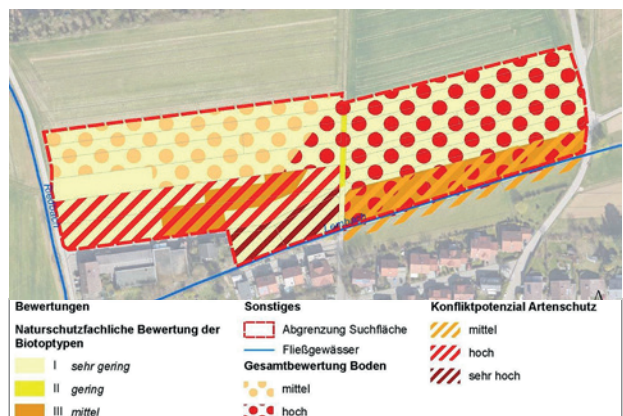 Bewertungen
Naturschutzfachliche Bewertung der
Biotoptypen
I sehr gering
II gering
III mittel
Sonstiges
Abgrenzung Suchfläche
Fließgewässer
Gesamtbewertung Boden
mittel
hoch
Konfliktpotenzial Artenschutz
mittel
hoch
sehr hoch